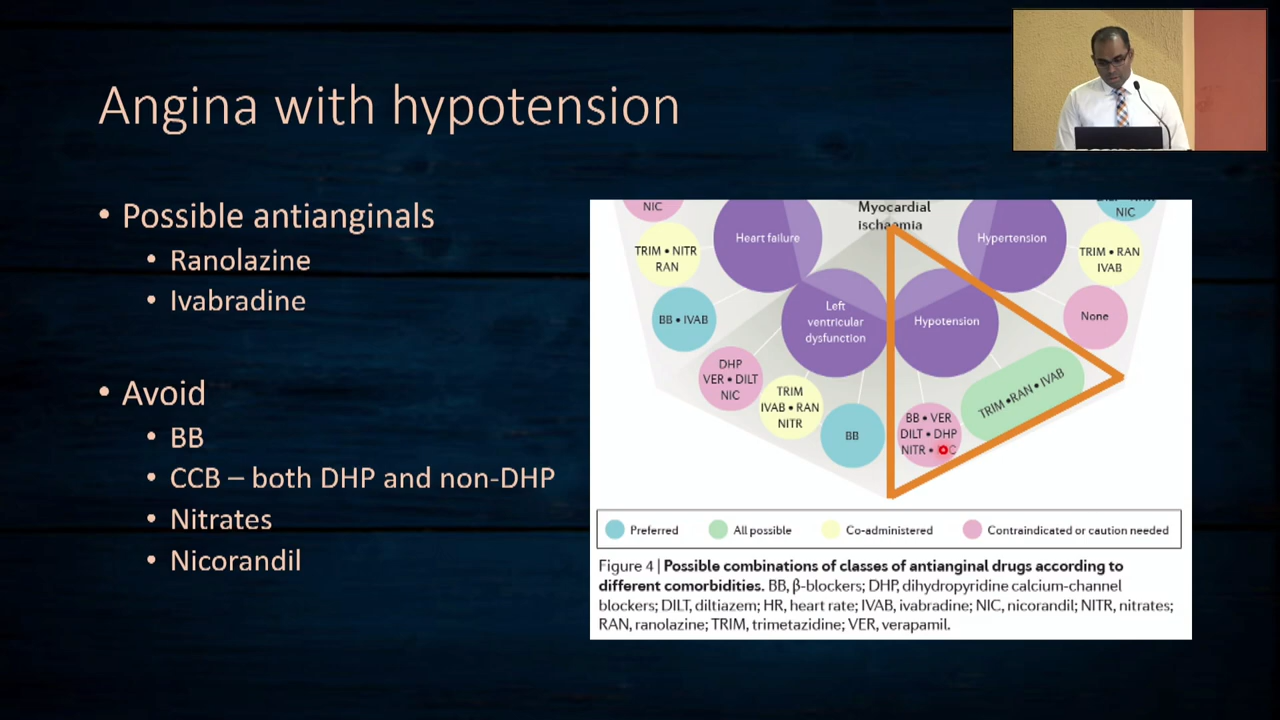 Angina with hypotension
• Possible antianginals
• Ranolazine
• Ivabradine
• Avoid
• BB
• CCB – both DHP and non-DHP
• Nitrates
• Nicorandil
Myocardial
ischaemia
NIC
Heart failure
Hypertension
NIC
TRIM • NITR
RAN
TRIM • RAN
IVAB
BB • IVAB
Left
ventricular
dysfunction
Hypotension
None
DHP
VER • DILT
NIC
TRIM
IVAB • RAN
NITR
BB
BB • VER
DILT • DHP
NITR •
TRIM • RAN • IVAB
Preferred
All possible
Co-administered
Contraindicated or caution needed
Figure 4 | Possible combinations of classes of antianginal drugs according to
different comorbidities. BB, β-blockers; DHP, dihydropyridine calcium-channel
blockers; DILT, diltiazem; HR, heart rate; IVAB, ivabradine; NIC, nicorandil; NITR, nitrates;
RAN, ranolazine; TRIM, trimetazidine; VER, verapamil.